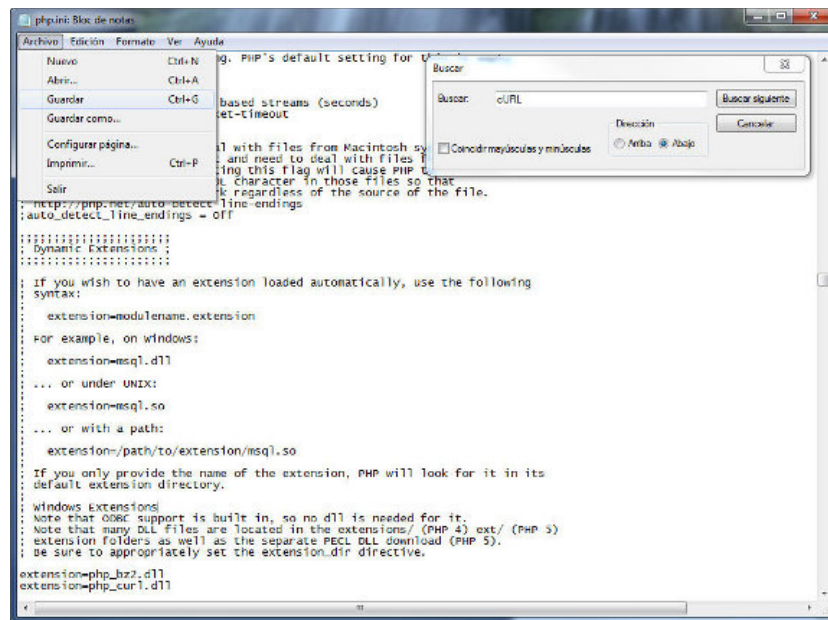 php.ini: Bloc de notas
Archivo Edición Formato Ver Ayuda
Nuevo Ctrl+N
Abrir... Ctrl+A
Guardar Ctrl+G
Guardar como...
Configurar página...
Imprimir... Ctrl+P
Salir
Buscar
Buscar: cURL
Buscar siguiente
Cancelar
Dirección
Arriba Abajo
Coincidir mayúsculas y minúsculas
ng. PHP's default setting for
based streams (seconds)
et-timeout
l with files from Macintosh sy
and need to deal with files
ing this flag will cause PHP
L character in those files so that
k regardless of the source of the file.
; http://php.net/auto-detect-line-endings
;auto_detect_line_endings = Off
;;;;;;;;;;;;;;;;;;;;;;
; Dynamic Extensions ;
;;;;;;;;;;;;;;;;;;;;;;
; If you wish to have an extension loaded automatically, use the following
; syntax:
;
; extension=modulename.extension
;
; For example, on Windows:
;
; extension=msql.dll
;
; ... or under UNIX:
;
; extension=msql.so
;
; ... or with a path:
;
; extension=/path/to/extension/msql.so
;
; If you only provide the name of the extension, PHP will look for it in its
; default extension directory.
;
; Windows Extensions
; Note that ODBC support is built in, so no dll is needed for it.
; Note that many DLL files are located in the extensions/ (PHP 4) ext/ (PHP 5)
; extension folders as well as the separate PECL DLL download (PHP 5).
; Be sure to appropriately set the extension_dir directive.
extension=php_bz2.dll
extension=php_curl.dll